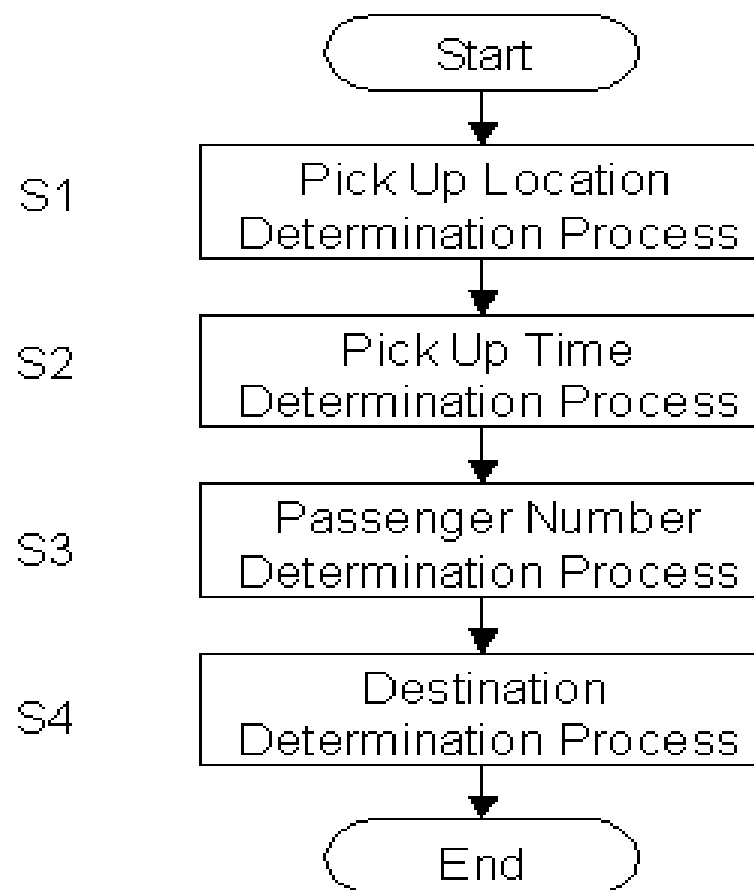 Start
S1
Pick Up Location
Determination Process
S2
Pick Up Time
Determination Process
S3
Passenger Number
Determination Process
S4
Destination
Determination Process
End